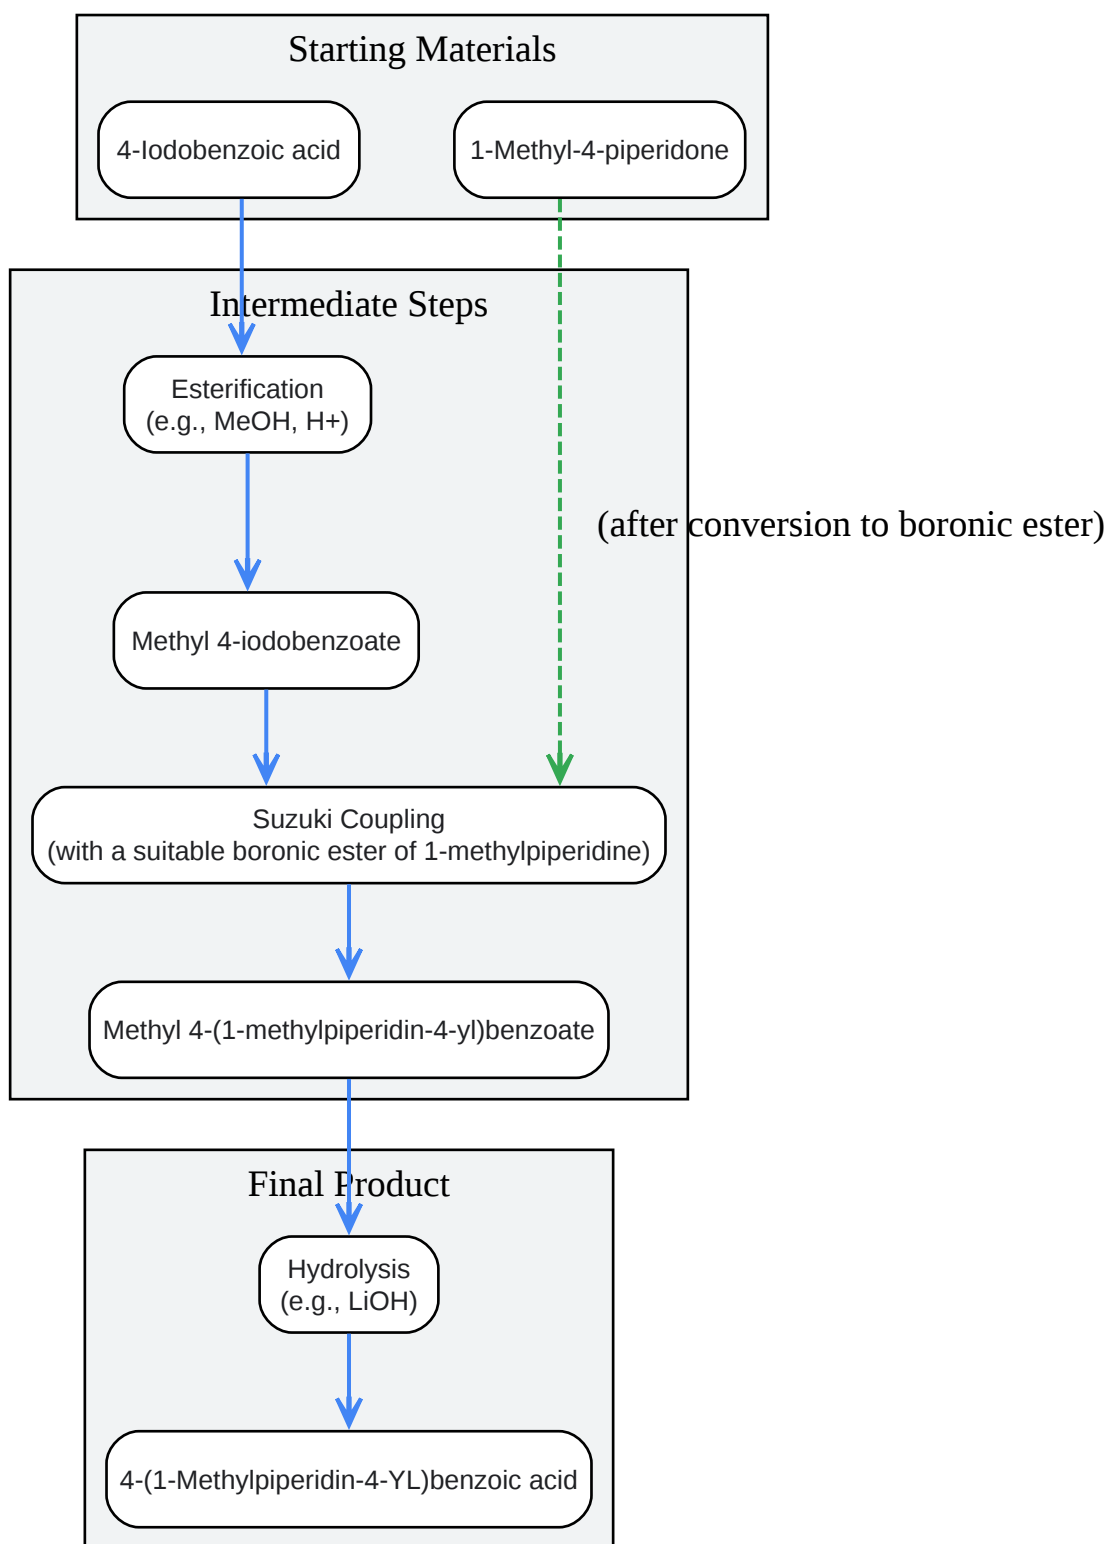 Starting Materials
4-Iodobenzoic acid
1-Methyl-4-piperidone
Intermediate Steps
Esterification
(e.g., MeOH, H+)
(after conversion to boronic ester)
Methyl 4-iodobenzoate
Suzuki Coupling
(with a suitable boronic ester of 1-methylpiperidine)
Methyl 4-(1-methylpiperidin-4-yl)benzoate
Final Product
Hydrolysis
(e.g., LiOH)
4-(1-Methylpiperidin-4-YL)benzoic acid